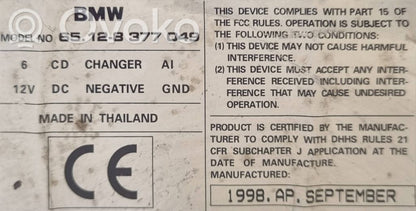 BMW
MODEL NO 65.12-8 377 049
6 CD CHANGER AI
12V DC NEGATIVE GND
MADE IN THAILAND
CE
THIS DEVICE COMPLIES WITH PART 15 OF
THE FCC RULES. OPERATION IS SUBJECT TO
THE FOLLOWING TWO CONDITIONS:
(1) THIS DEVICE MAY NOT CAUSE HARMFUL
INTERFERENCE.
(2) THIS DEVICE MUST ACCEPT ANY INTER-
FERENCE RECEIVED INCLUDING INTERFER-
ENCE THAT MAY CAUSE UNDESIRED
OPERATION.
PRODUCT IS CERTIFIED BY THE MANUFAC-
TURER TO COMPLY WITH DHHS RULES 21
CFR SUBCHAPTER J APPLICATION AT THE
DATE OF MANUFACTURE.
MANUFACTURED:
1998. AP. SEPTEMBER